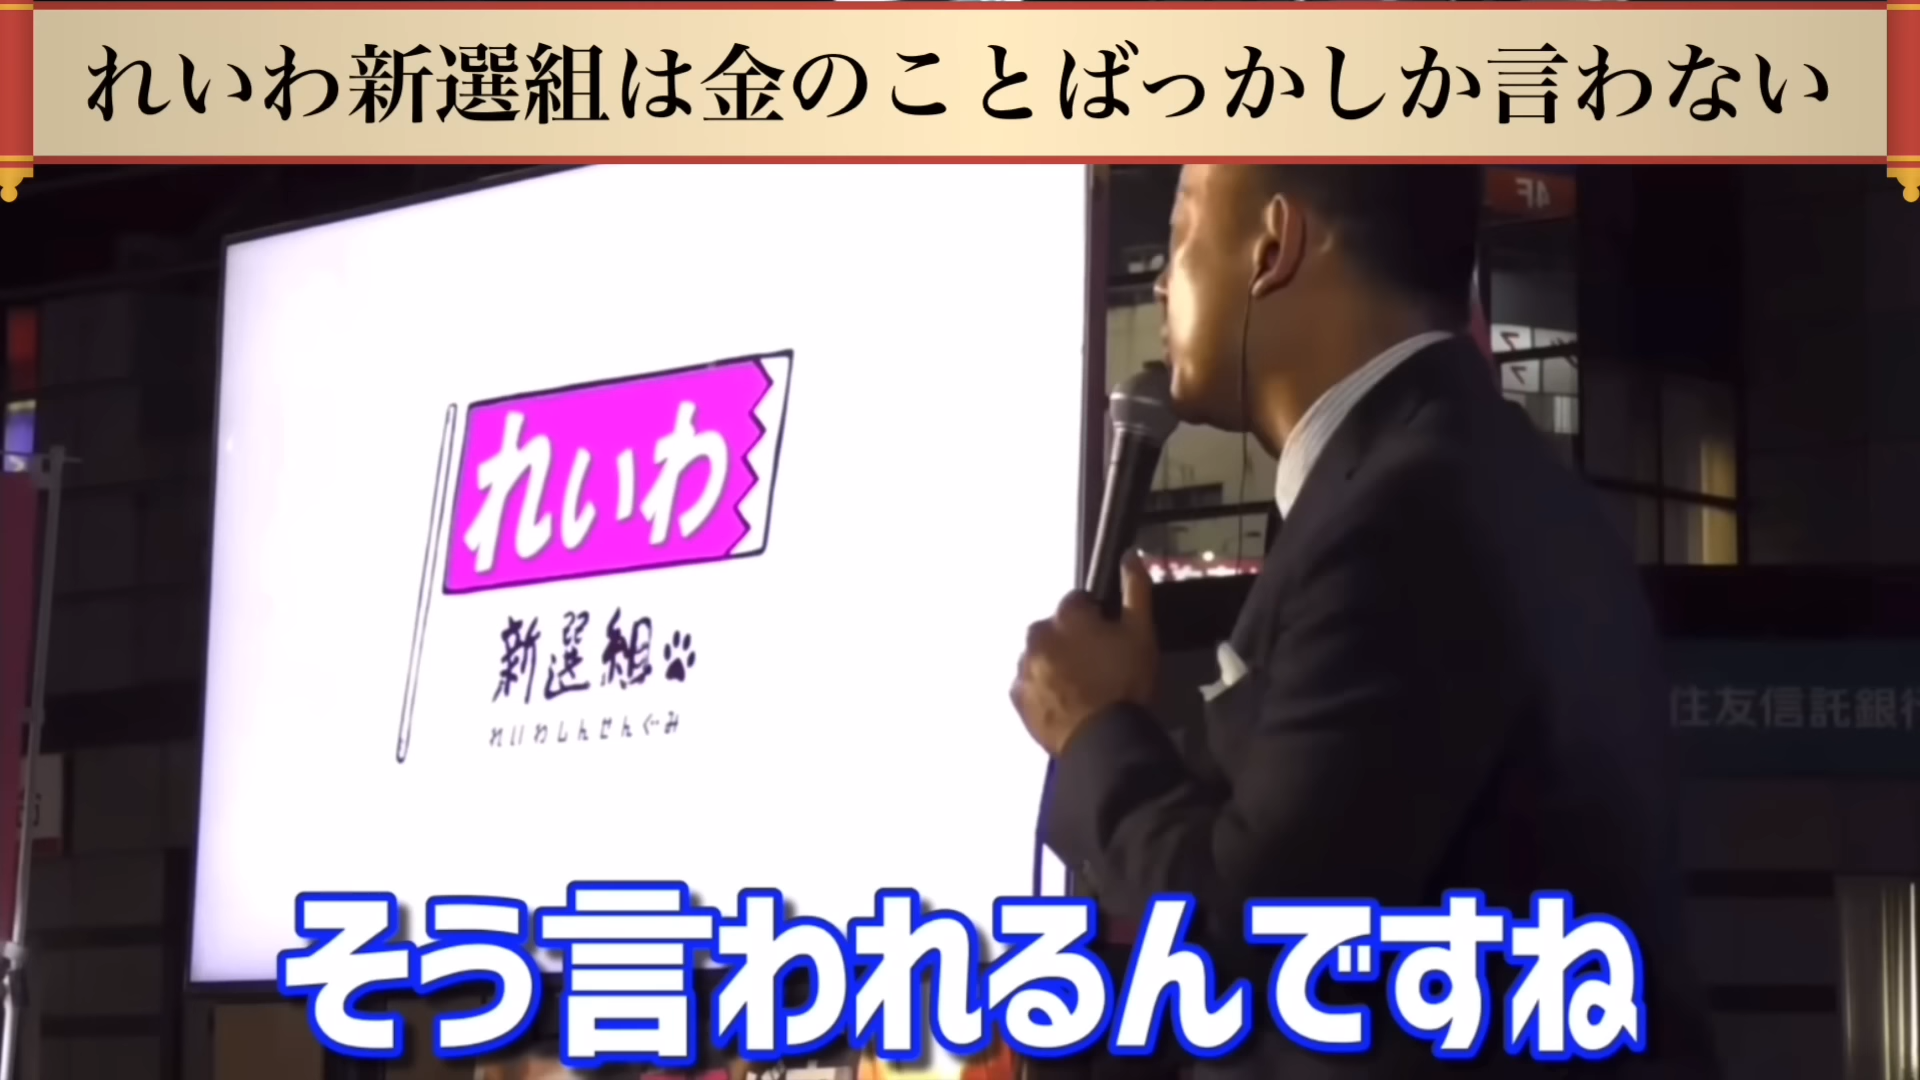 れいわ新選組は金のことばっかしか言わない
4F
れいわ
新選組
れいわしんせんぐみ
住友信託銀行
そう言われるんですね